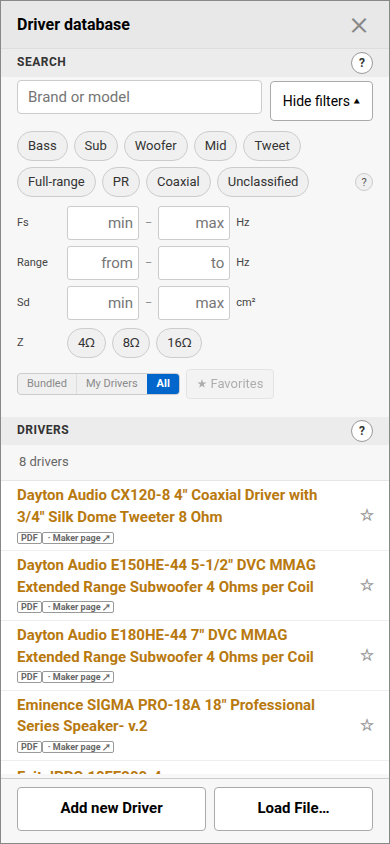 Driver database
SEARCH
?
Brand or model
Hide filters ▲
Bass
Sub
Woofer
Mid
Tweet
Full-range
PR
Coaxial
Unclassified
?
Fs
min
–
max
Hz
Range
from
–
to
Hz
Sd
min
–
max
cm²
Z
4Ω
8Ω
16Ω
Bundled
My Drivers
All
★ Favorites
DRIVERS
?
8 drivers
Dayton Audio CX120-8 4" Coaxial Driver with
3/4" Silk Dome Tweeter 8 Ohm
PDF
· Maker page ↗
Dayton Audio E150HE-44 5-1/2" DVC MMAG
Extended Range Subwoofer 4 Ohms per Coil
PDF
· Maker page ↗
Dayton Audio E180HE-44 7" DVC MMAG
Extended Range Subwoofer 4 Ohms per Coil
PDF
· Maker page ↗
Eminence SIGMA PRO-18A 18" Professional
Series Speaker- v.2
PDF
· Maker page ↗
Add new Driver
Load File…